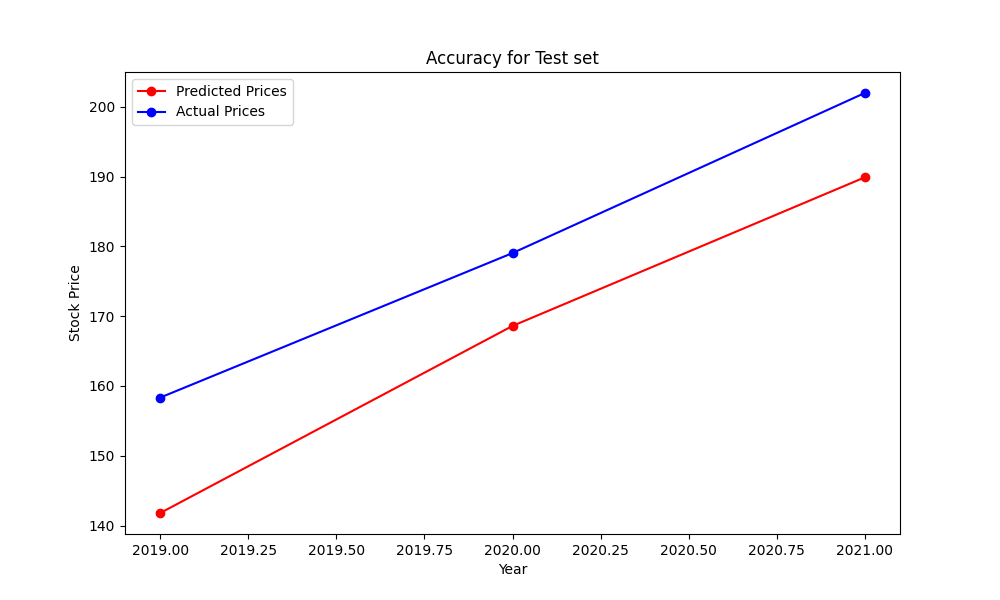 Accuracy for Test set
Predicted Prices
Actual Prices
Stock Price
200
190
180
170
160
150
140
2019.00 2019.25 2019.50 2019.75 2020.00 2020.25 2020.50 2020.75 2021.00
Year